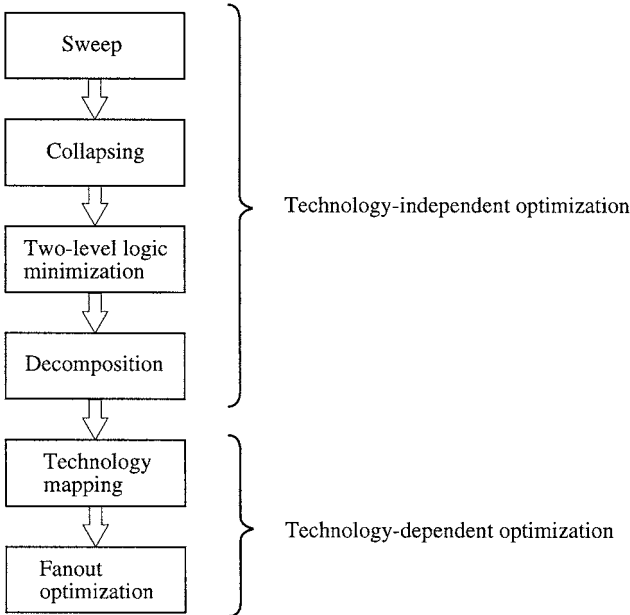 Sweep
Collapsing
Technology-independent optimization
Two-level logic
minimization
Decomposition
Technology
mapping
Technology-dependent optimization
Fanout
optimization